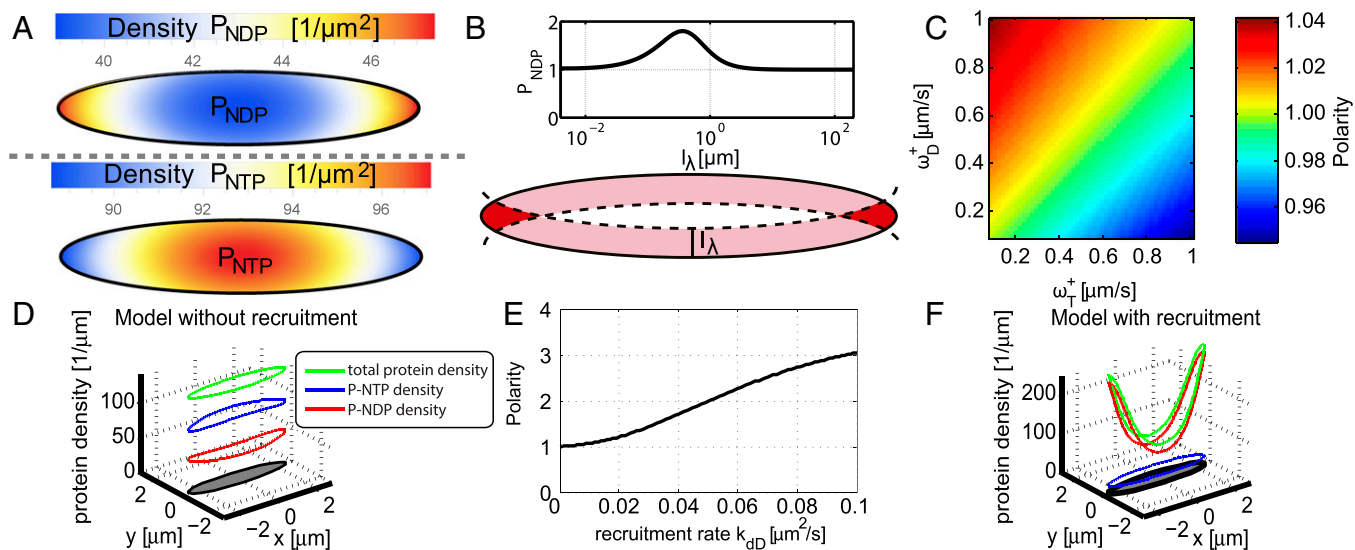 A
Density P_NDP [1/μm²]
40 42 44 46
P_NDP
Density P_NTP [1/μm²]
90 92 94 96
P_NTP
B
P_NDP
2
1
2
10⁻² 10⁰ 10²
l_λ[μm]
l_λ
C
ω_D⁺[μm/s]
1
0.8
0.6
0.4
0.2
0.2 0.4 0.6 0.8 1
ω_T⁺[μm/s]
1.04
1.02
1.00
0.98
0.96
Polarity
D
Model without recruitment
protein density [1/μm]
100
50
0
2
0
−2
y [μm]
−2
0
2
x [μm]
total protein density
P-NTP density
P-NDP density
E
Polarity
4
3
2
1
0
0 0.02 0.04 0.06 0.08 0.1
recruitment rate k_dD [μm²/s]
F
Model with recruitment
protein density [1/μm]
200
100
0
2
0
−2
y [μm]
−2
0
2
x [μm]